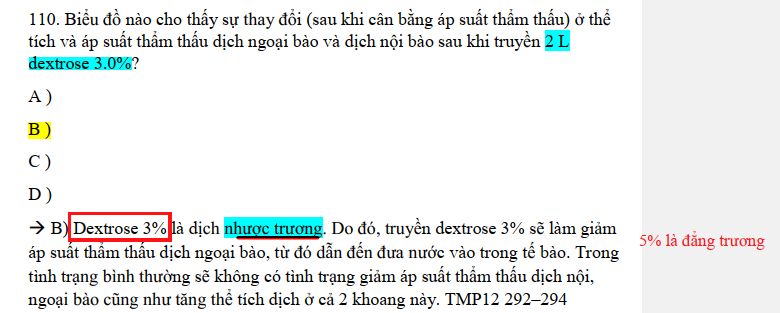 110. Biểu đồ nào cho thấy sự thay đổi (sau khi cân bằng áp suất thẩm thấu) ở thể
tích và áp suất thẩm thấu dịch ngoại bào và dịch nội bào sau khi truyền 2 L
dextrose 3.0%?
A )
B )
C )
D )
→ B) Dextrose 3% là dịch nhược trương. Do đó, truyền dextrose 3% sẽ làm giảm
áp suất thẩm thấu dịch ngoại bào, từ đó dẫn đến đưa nước vào trong tế bào. Trong
tình trạng bình thường sẽ không có tình trạng giảm áp suất thẩm thấu dịch nội,
ngoại bào cũng như tăng thể tích dịch ở cả 2 khoang này. TMP12 292–294
5% là đẳng trương